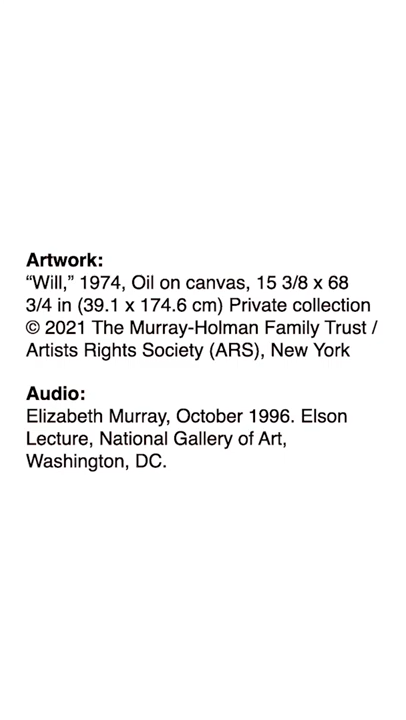 Artwork:
“Will,” 1974, Oil on canvas, 15 3/8 x 68
3/4 in (39.1 x 174.6 cm) Private collection
© 2021 The Murray-Holman Family Trust /
Artists Rights Society (ARS), New York
Audio:
Elizabeth Murray, October 1996. Elson
Lecture, National Gallery of Art,
Washington, DC.